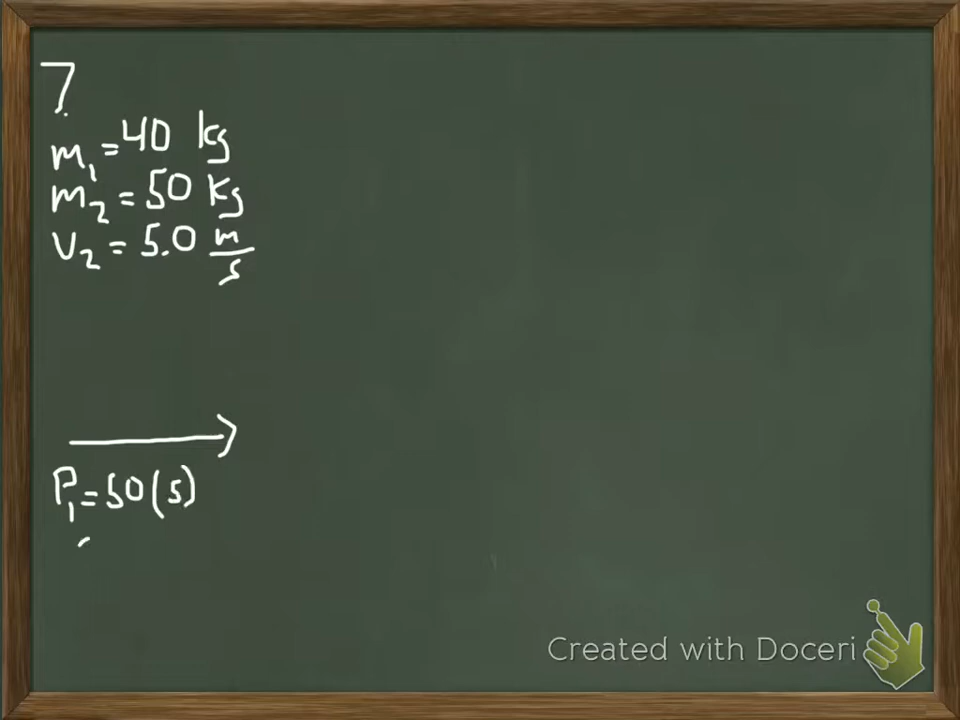 7.
m₁ = 40 kg
m₂ = 50 kg
v₂ = 5.0 m/s
P₁ = 50(5)
Created with Doceri